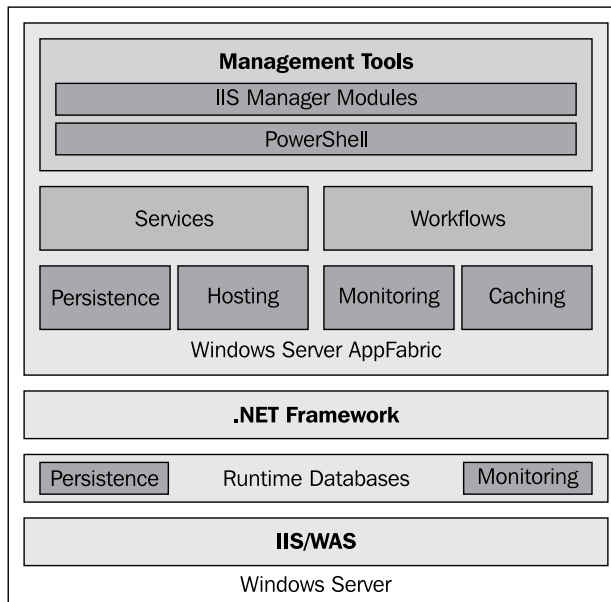 Management Tools
IIS Manager Modules
PowerShell
Services
Workflows
Persistence
Hosting
Monitoring
Caching
Windows Server AppFabric
.NET Framework
Persistence
Runtime Databases
Monitoring
IIS/WAS
Windows Server